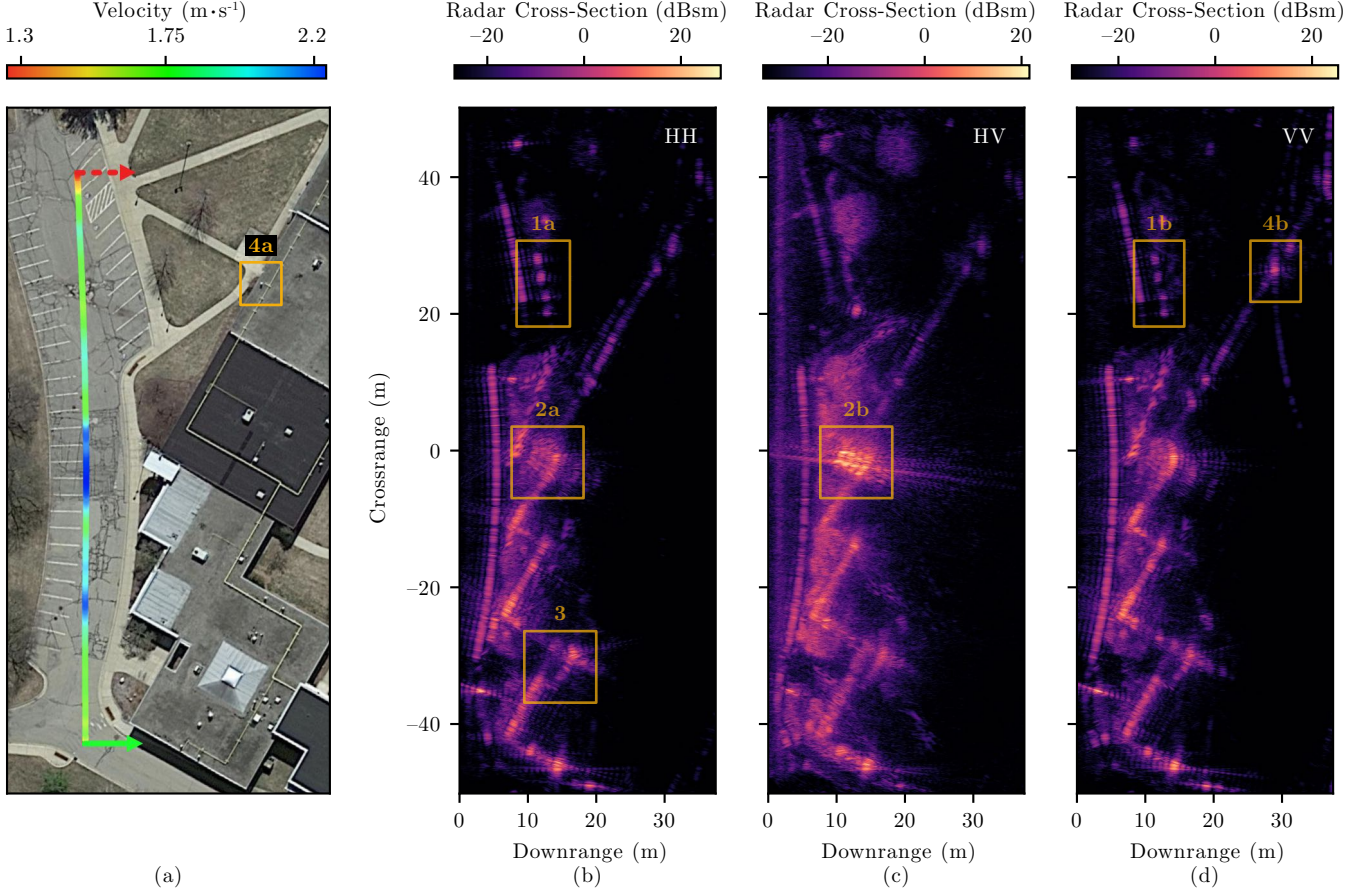 Velocity (m·s⁻¹)
1.3 1.75 2.2
4a
(a)
Radar Cross-Section (dBsm)
−20 0 20
HH
Crossrange (m)
40
20
0
−20
−40
1a
2a
3
0 10 20 30
Downrange (m)
(b)
Radar Cross-Section (dBsm)
−20 0 20
HV
2b
0 10 20 30
Downrange (m)
(c)
Radar Cross-Section (dBsm)
−20 0 20
VV
1b
4b
0 10 20 30
Downrange (m)
(d)